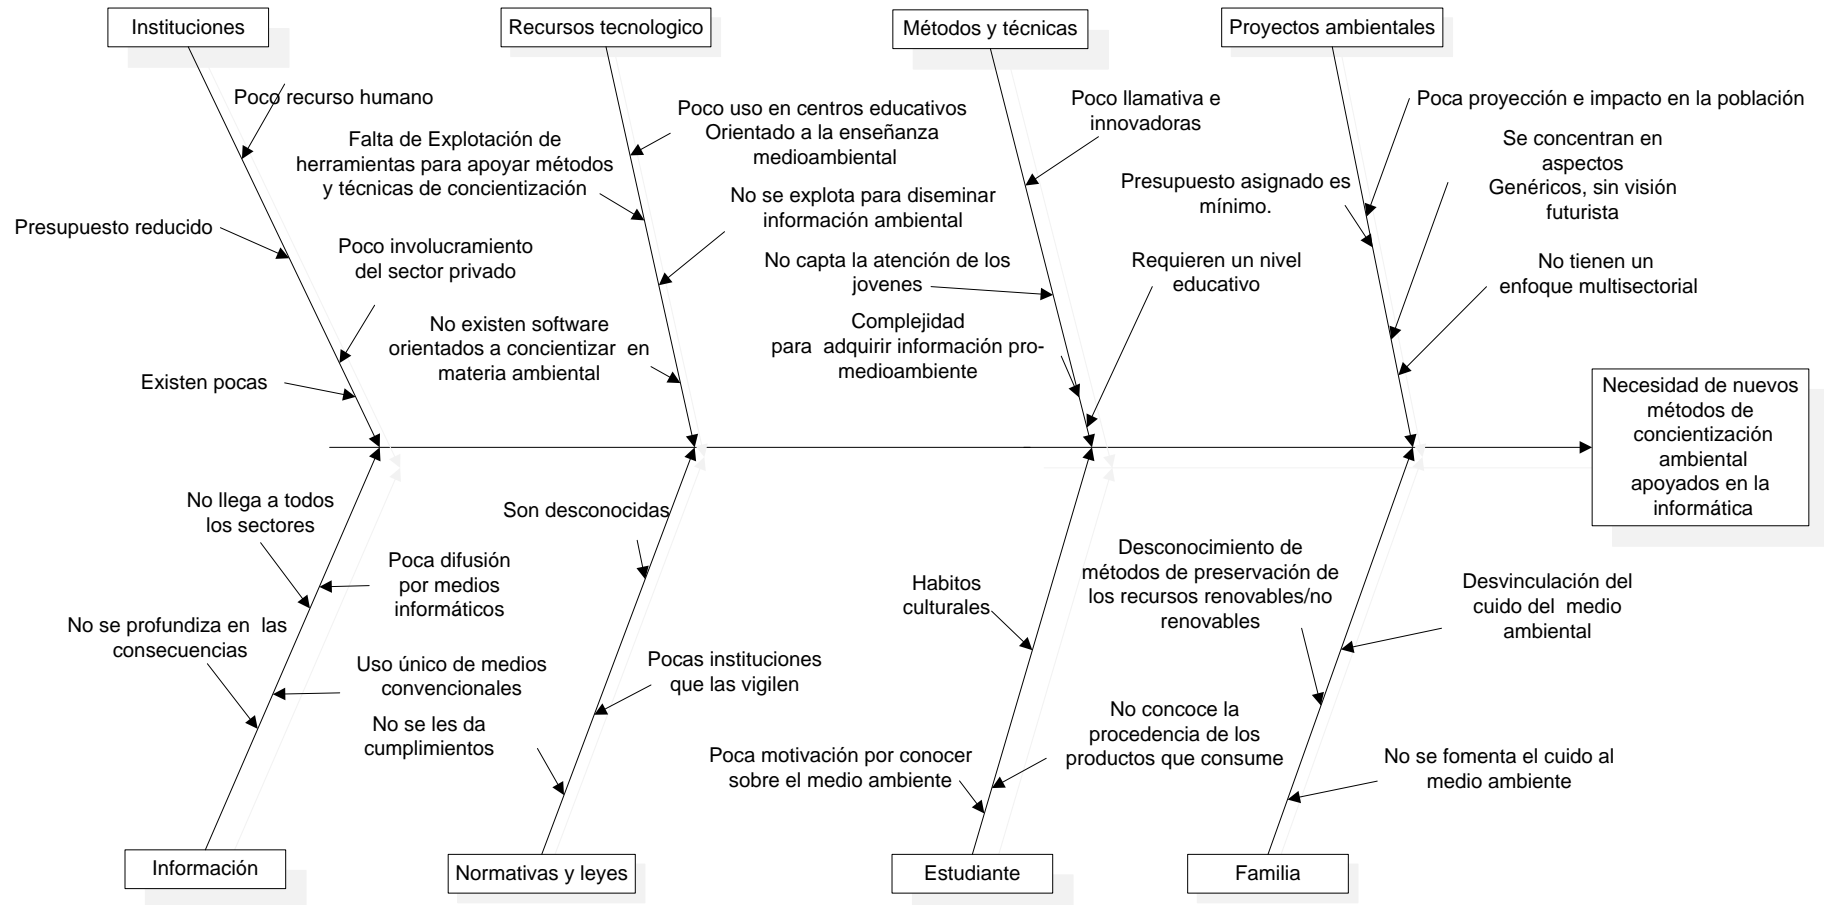 Instituciones
Recursos tecnologico
Métodos y técnicas
Proyectos ambientales
Poco recurso humano
Presupuesto reducido
Poco involucramiento
del sector privado
Existen pocas
Poco uso en centros educativos
Orientado a la enseñanza
medioambiental
Falta de Explotación de
herramientas para apoyar métodos
y técnicas de concientización
No se explota para diseminar
información ambiental
No existen software
orientados a concientizar en
materia ambiental
Poco llamativa e
innovadoras
No capta la atención de los
jovenes
Requieren un nivel
educativo
Complejidad
para adquirir información pro-
medioambiente
Poca proyección e impacto en la población
Presupuesto asignado es
mínimo.
Se concentran en
aspectos
Genéricos, sin visión
futurista
No tienen un
enfoque multisectorial
Necesidad de nuevos
métodos de
concientización
ambiental
apoyados en la
informática
No llega a todos
los sectores
Poca difusión
por medios
informáticos
No se profundiza en las
consecuencias
Uso único de medios
convencionales
Son desconocidas
Pocas instituciones
que las vigilen
No se les da
cumplimientos
Habitos
culturales
No concoce la
procedencia de los
productos que consume
Poca motivación por conocer
sobre el medio ambiente
Desconocimiento de
métodos de preservación de
los recursos renovables/no
renovables
Desvinculación del
cuido del medio
ambiental
No se fomenta el cuido al
medio ambiente
Información
Normativas y leyes
Estudiante
Familia